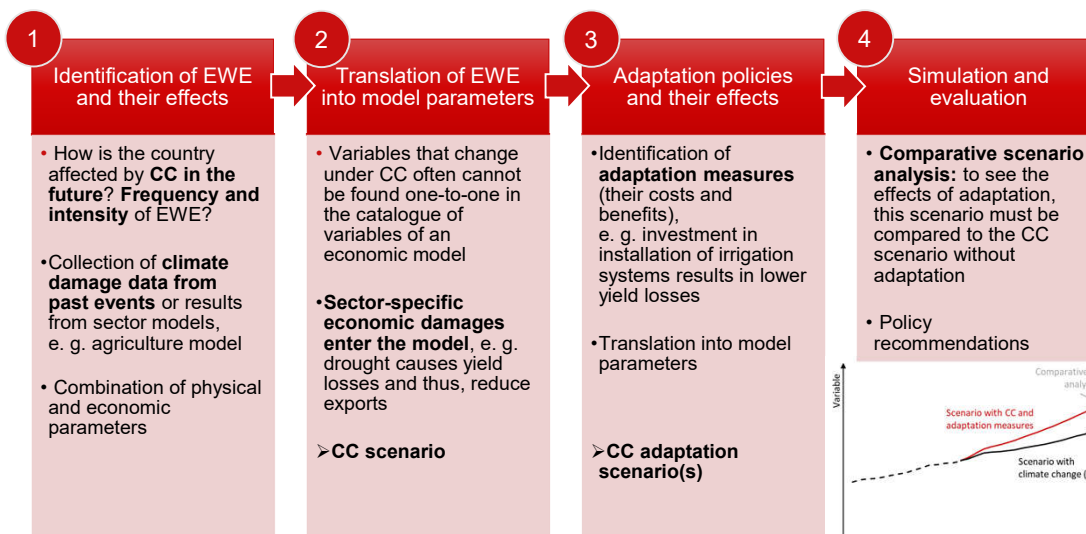 1
Identification of EWE
and their effects
• How is the country
affected by CC in the
future? Frequency and
intensity of EWE?
•Collection of climate
damage data from
past events or results
from sector models,
e. g. agriculture model
• Combination of physical
and economic
parameters
2
Translation of EWE
into model parameters
• Variables that change
under CC often cannot
be found one-to-one in
the catalogue of
variables of an
economic model
•Sector-specific
economic damages
enter the model, e. g.
drought causes yield
losses and thus, reduce
exports
➢CC scenario
3
Adaptation policies
and their effects
•Identification of
adaptation measures
(their costs and
benefits),
e. g. investment in
installation of irrigation
systems results in lower
yield losses
•Translation into model
parameters
➢CC adaptation
scenario(s)
4
Simulation and
evaluation
• Comparative scenario
analysis: to see the
effects of adaptation,
this scenario must be
compared to the CC
scenario without
adaptation
• Policy
recommendations
Variable
Comparative
analy
Scenario with CC and
adaptation measures
Scenario with
climate change (